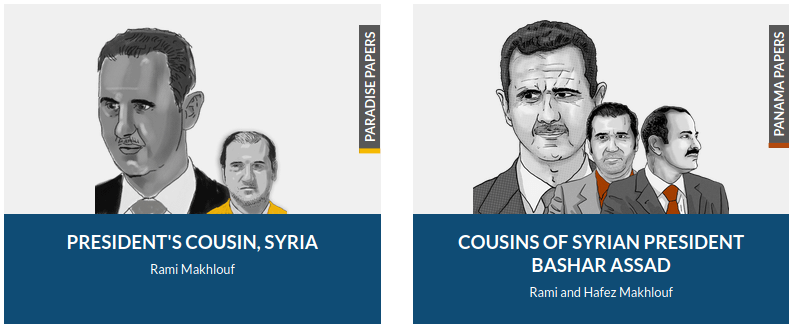 PARADISE PAPERS
PRESIDENT'S COUSIN, SYRIA
Rami Makhlouf
PANAMA PAPERS
COUSINS OF SYRIAN PRESIDENT
BASHAR ASSAD
Rami and Hafez Makhlouf